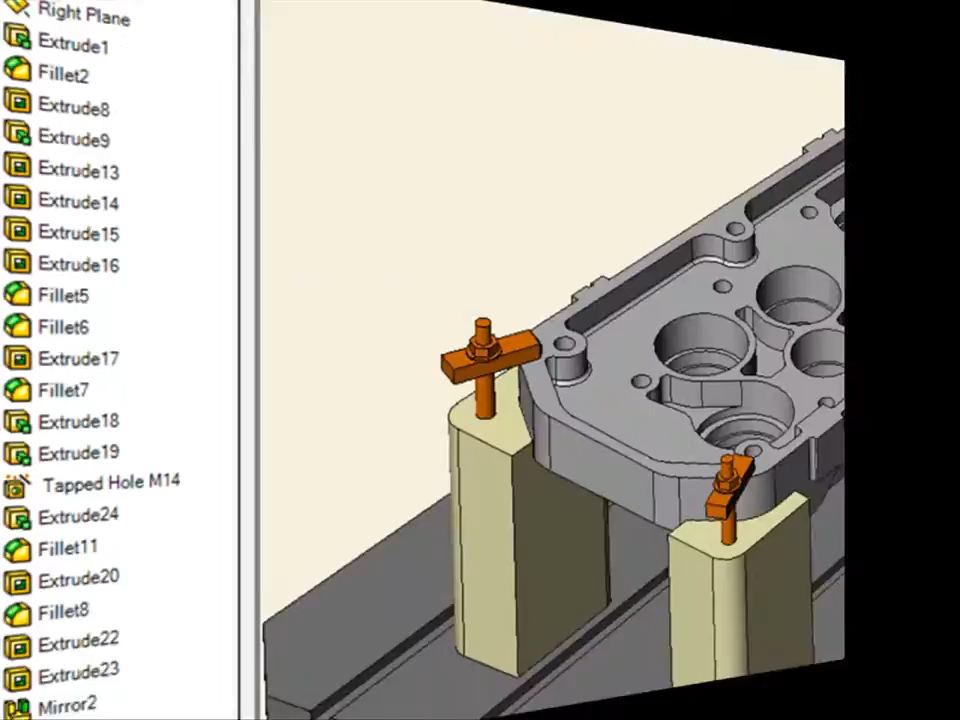 Right Plane
Extrude1
Fillet2
Extrude8
Extrude9
Extrude13
Extrude14
Extrude15
Extrude16
Fillet5
Fillet6
Extrude17
Fillet7
Extrude18
Extrude19
Tapped Hole M14
Extrude24
Fillet11
Extrude20
Fillet8
Extrude22
Extrude23
Mirror2